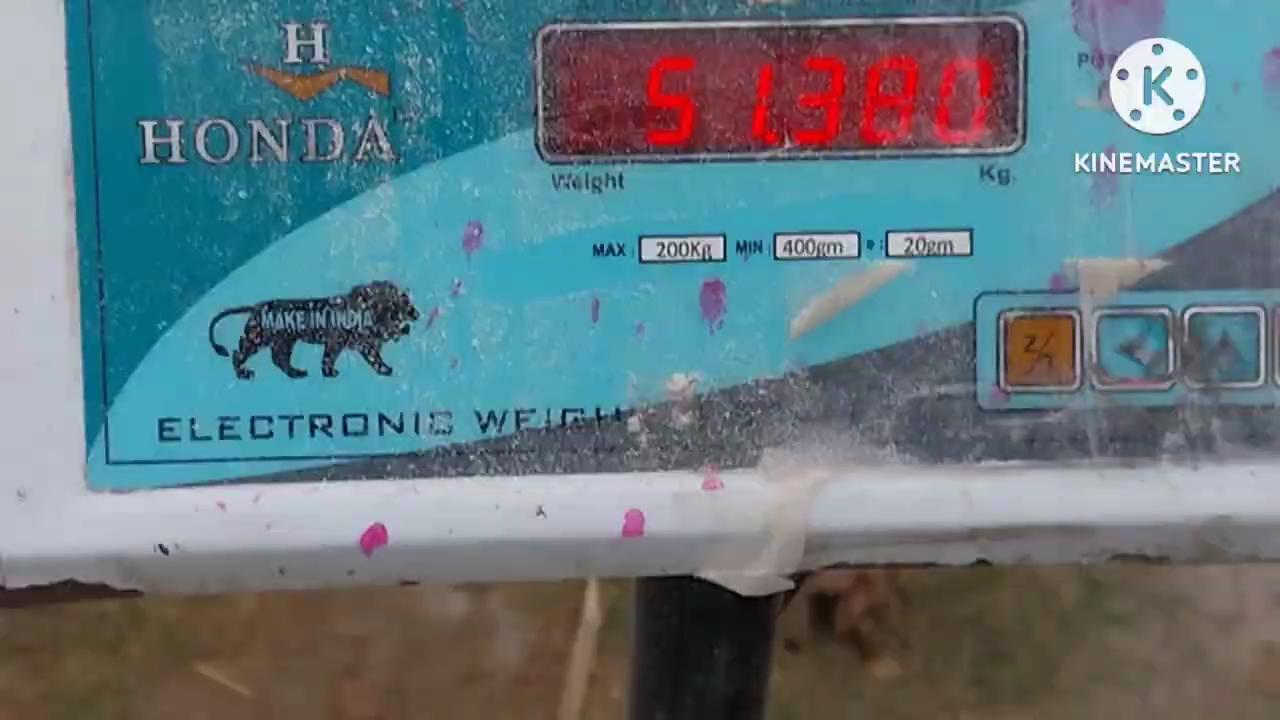 H
HONDA
51.380
Weight
Kg.
MAX : 200Kg MIN : 400gm e : 20gm
MAKE IN INDIA
Z/T
ELECTRONIC WEIGH
K
KINEMASTER